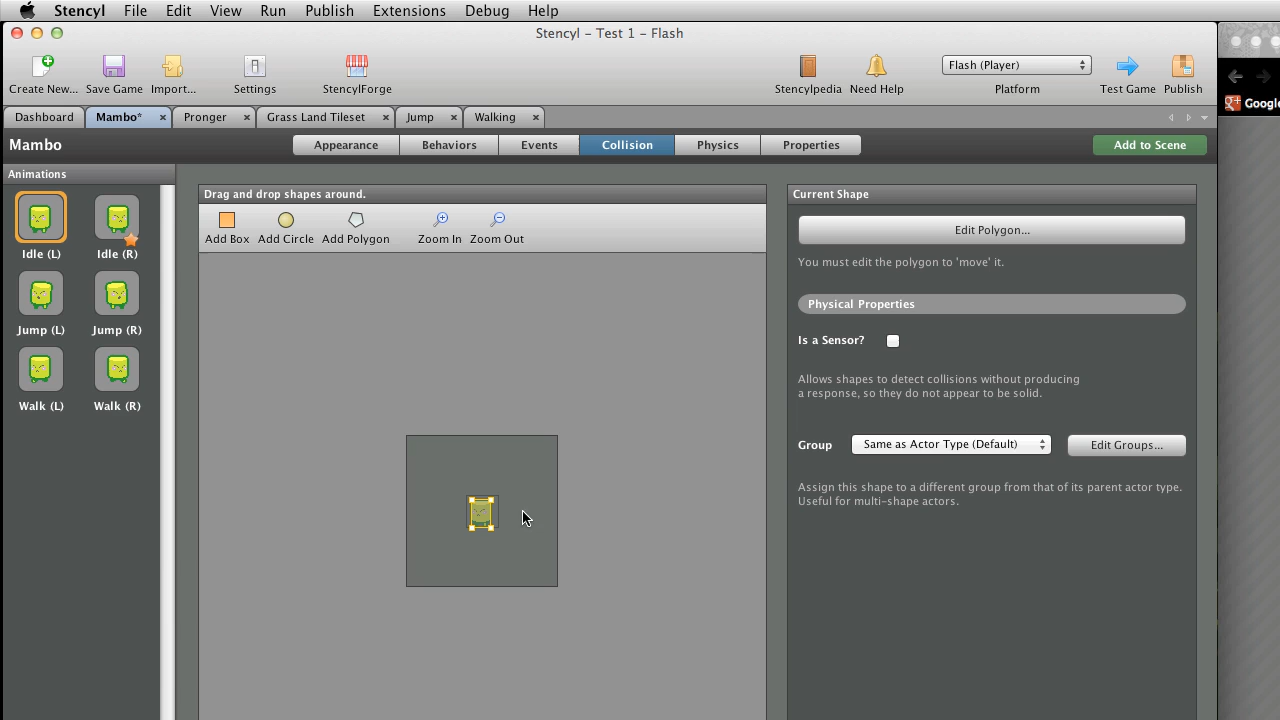 Stencyl File Edit View Run Publish Extensions Debug Help
Stencyl - Test 1 - Flash
Create New... Save Game Import... Settings StencylForge Stencylpedia Need Help Flash (Player) Platform Test Game Publish
Google
Dashboard Mambo* Pronger Grass Land Tileset Jump Walking
Mambo Appearance Behaviors Events Collision Physics Properties Add to Scene
Animations
Idle (L) Idle (R)
Jump (L) Jump (R)
Walk (L) Walk (R)
Drag and drop shapes around.
Add Box Add Circle Add Polygon Zoom In Zoom Out
Current Shape
Edit Polygon...
You must edit the polygon to 'move' it.
Physical Properties
Is a Sensor?
Allows shapes to detect collisions without producing
a response, so they do not appear to be solid.
Group Same as Actor Type (Default) Edit Groups...
Assign this shape to a different group from that of its parent actor type.
Useful for multi-shape actors.